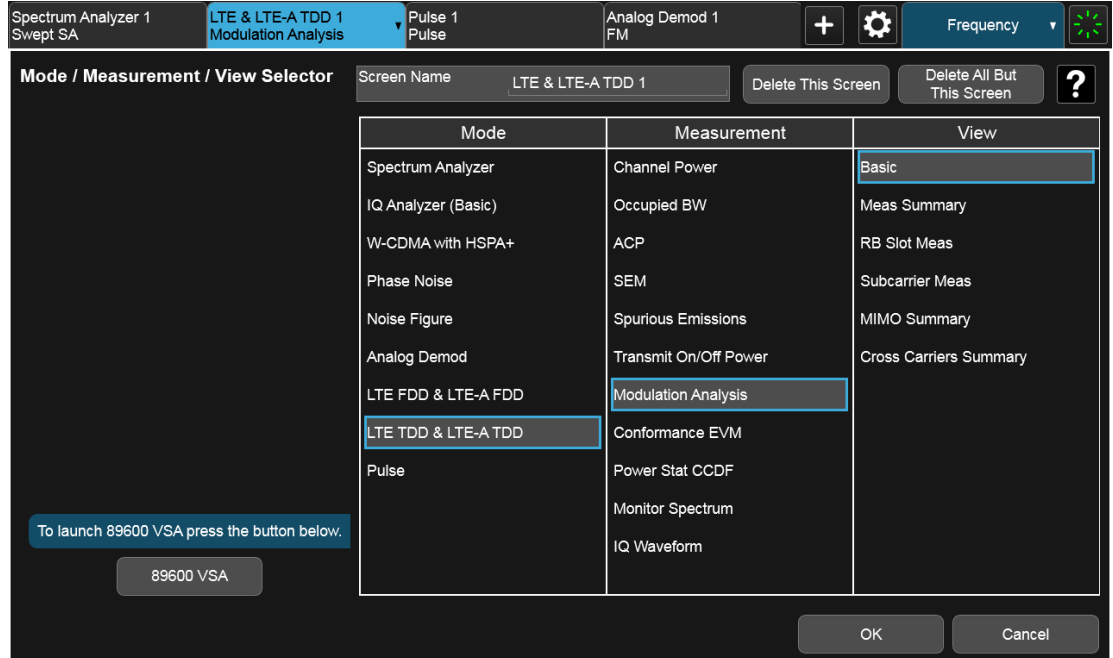 Spectrum Analyzer 1
Swept SA
LTE & LTE-A TDD 1
Modulation Analysis
Pulse 1
Pulse
Analog Demod 1
FM
+
Frequency
Mode / Measurement / View Selector
Screen Name
LTE & LTE-A TDD 1
Delete This Screen
Delete All But
This Screen
?
Mode
Measurement
View
Spectrum Analyzer
Channel Power
Basic
IQ Analyzer (Basic)
Occupied BW
Meas Summary
W-CDMA with HSPA+
ACP
RB Slot Meas
Phase Noise
SEM
Subcarrier Meas
Noise Figure
Spurious Emissions
MIMO Summary
Analog Demod
Transmit On/Off Power
Cross Carriers Summary
LTE FDD & LTE-A FDD
Modulation Analysis
LTE TDD & LTE-A TDD
Conformance EVM
Pulse
Power Stat CCDF
Monitor Spectrum
IQ Waveform
To launch 89600 VSA press the button below.
89600 VSA
OK
Cancel